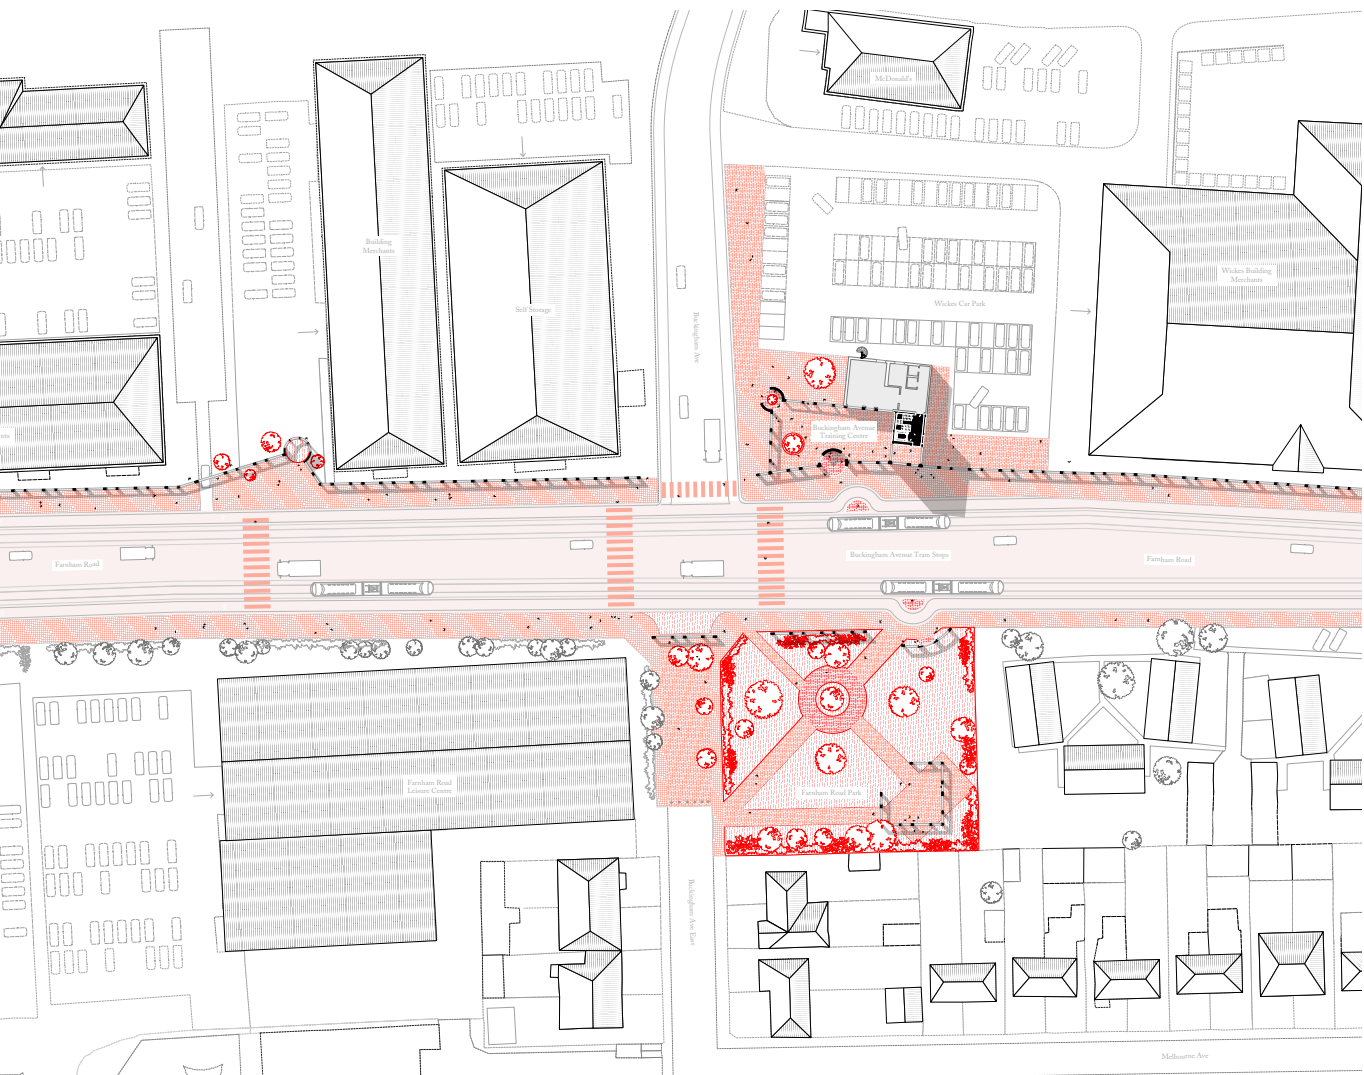 McDonald's
Building
Merchants
Wickes Building
Merchants
Wickes Car Park
Self Storage
Buckingham Ave
Buckingham Avenue
Training Center
Farnham Road
Buckingham Avenue Tram Stops
Farnham Road
Farnham Road
Leisure Centre
Farnham Road Park
Buckingham Ave East
Melbourne Ave